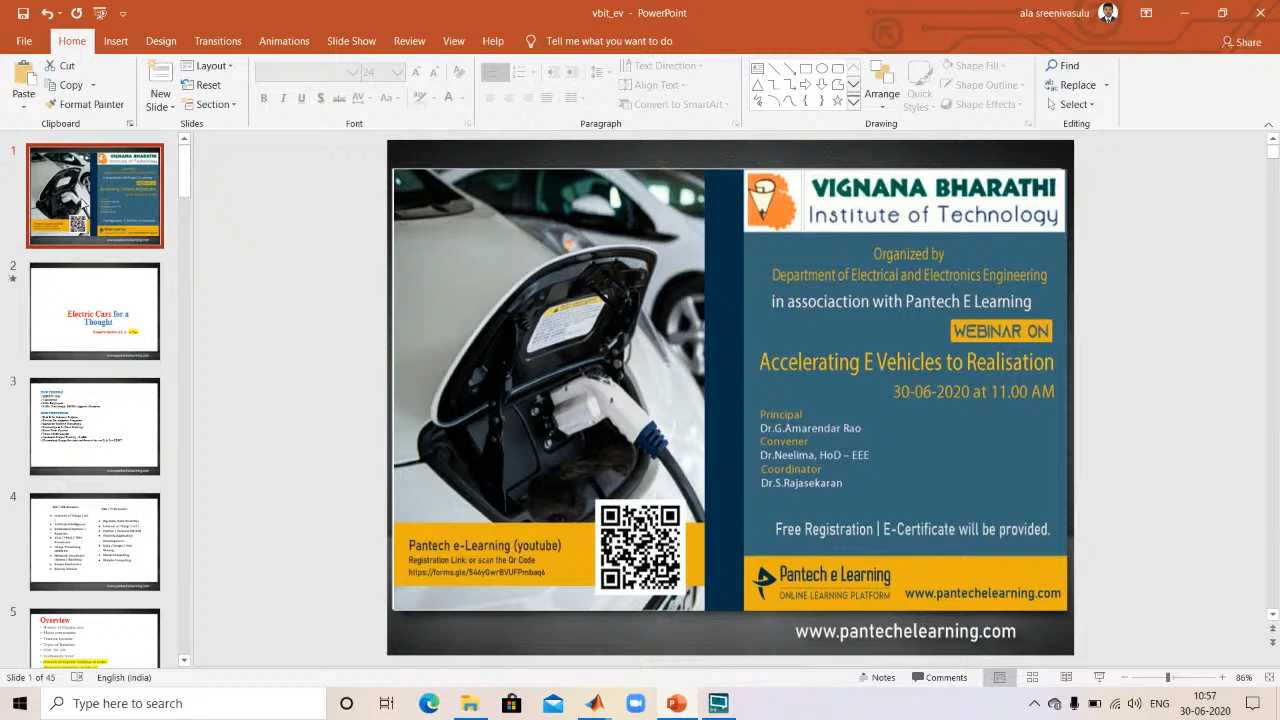 vbit_ev - PowerPoint
ala sreenivasulu
File Home Insert Design Transitions Animations Slide Show Review View Help Tell me what you want to do Share
Paste
Cut
Copy
Format Painter
Clipboard
New
Slide
Layout
Reset
Section
Slides
24
Font
Text Direction
Align Text
Convert to SmartArt
Paragraph
Arrange
Quick
Styles
Shape Fill
Shape Outline
Shape Effects
Drawing
Find
Replace
Select
Editing
1
2
Electric Cars for a
Thought
3
4
5
Overview
VIGNANA BHARATHI
Institute of Technology
Organized by
Department of Electrical and Electronics Engineering
in associaction with Pantech E Learning
WEBINAR ON
Accelerating E Vehicles to Realisation
30-06-2020 at 11.00 AM
Principal
Dr.G.Amarendar Rao
Convener
Dr.Neelima, HoD – EEE
Coordinator
Dr.S.Rajasekaran
Free Registration | E-Certificate will be provided.
Pantech e-Learning (youtube)
Registration Link: or scan the Qr Code
https://forms.gle/546yGwrBVUFPmbaq6
Pantech e Learning
ONLINE LEARNING PLATFORM
www.pantechelearning.com
www.pantechelearning.com
Slide 1 of 45
English (India)
Notes
Comments
86%
Type here to search
ENG
10:57
30-06-2020